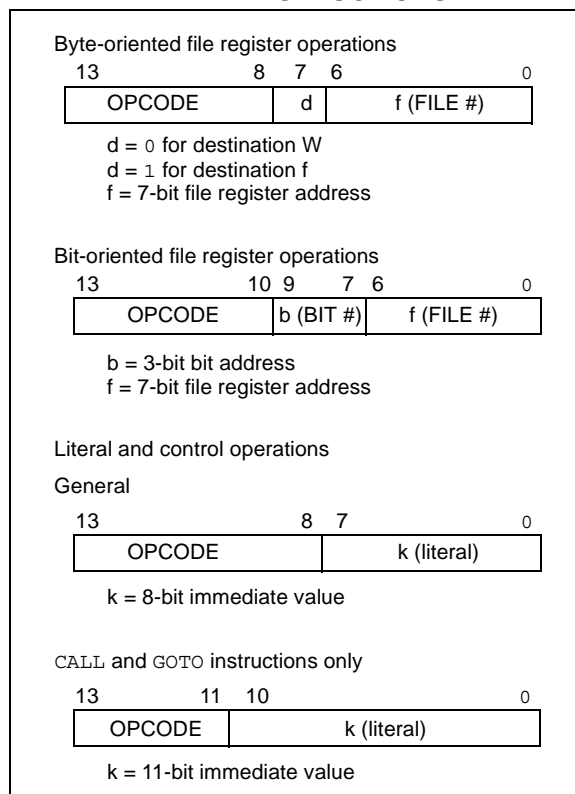 Byte-oriented file register operations
13 8 7 6 0
OPCODE d f (FILE #)
d = 0 for destination W
d = 1 for destination f
f = 7-bit file register address
Bit-oriented file register operations
13 10 9 7 6 0
OPCODE b (BIT #) f (FILE #)
b = 3-bit bit address
f = 7-bit file register address
Literal and control operations
General
13 8 7 0
OPCODE k (literal)
k = 8-bit immediate value
CALL and GOTO instructions only
13 11 10 0
OPCODE k (literal)
k = 11-bit immediate value